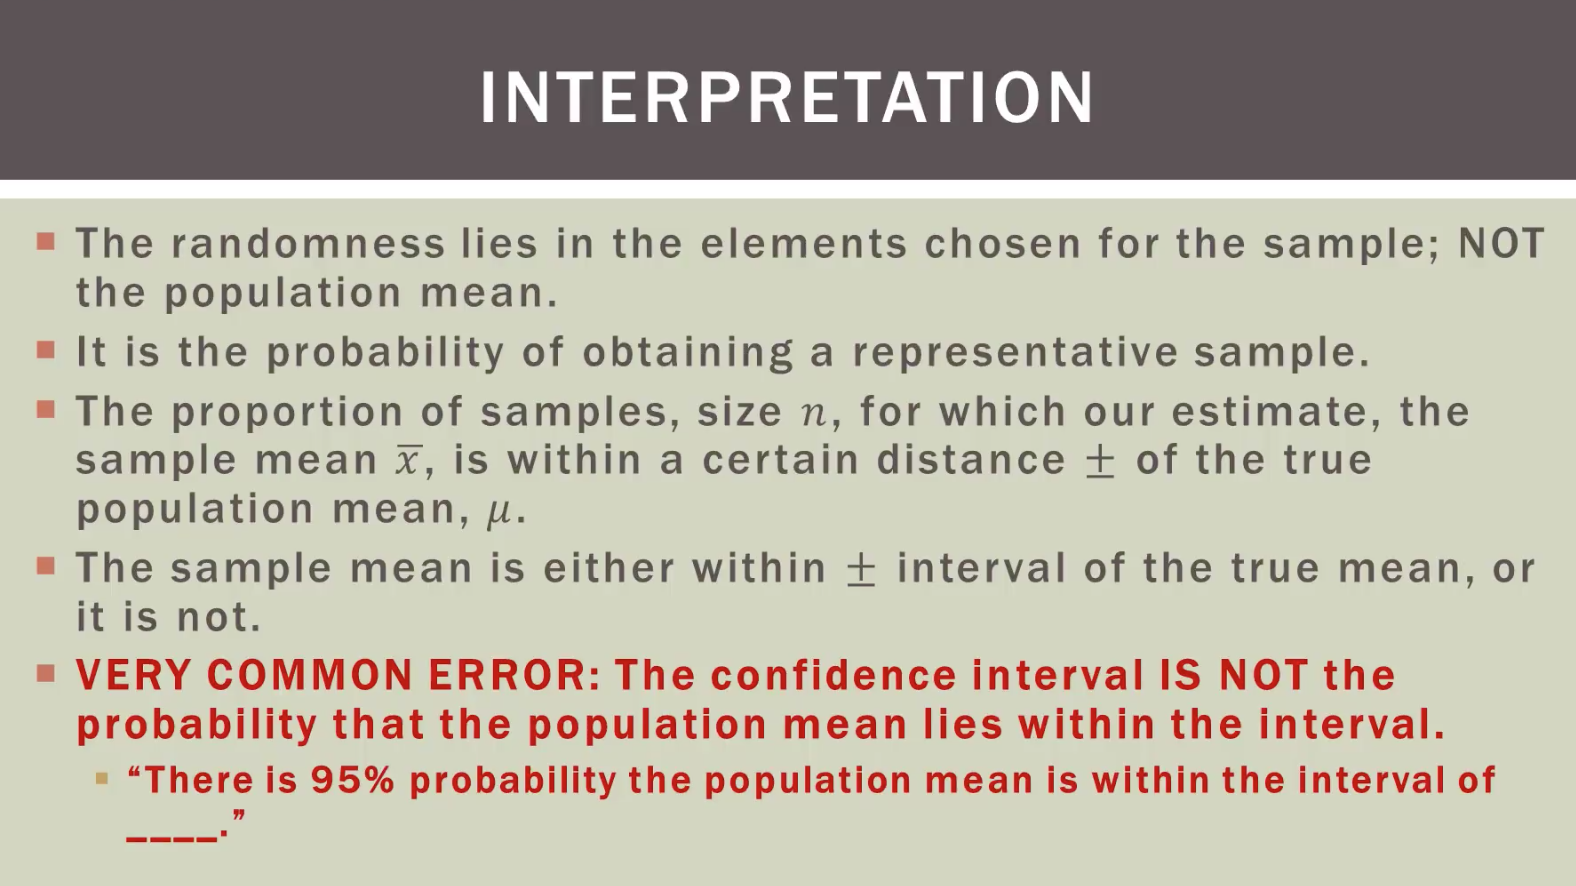 INTERPRETATION
The randomness lies in the elements chosen for the sample; NOT
the population mean.
It is the probability of obtaining a representative sample.
The proportion of samples, size n, for which our estimate, the
sample mean x̅, is within a certain distance ± of the true
population mean, μ.
The sample mean is either within ± interval of the true mean, or
it is not.
VERY COMMON ERROR: The confidence interval IS NOT the
probability that the population mean lies within the interval.
“There is 95% probability the population mean is within the interval of
____.”